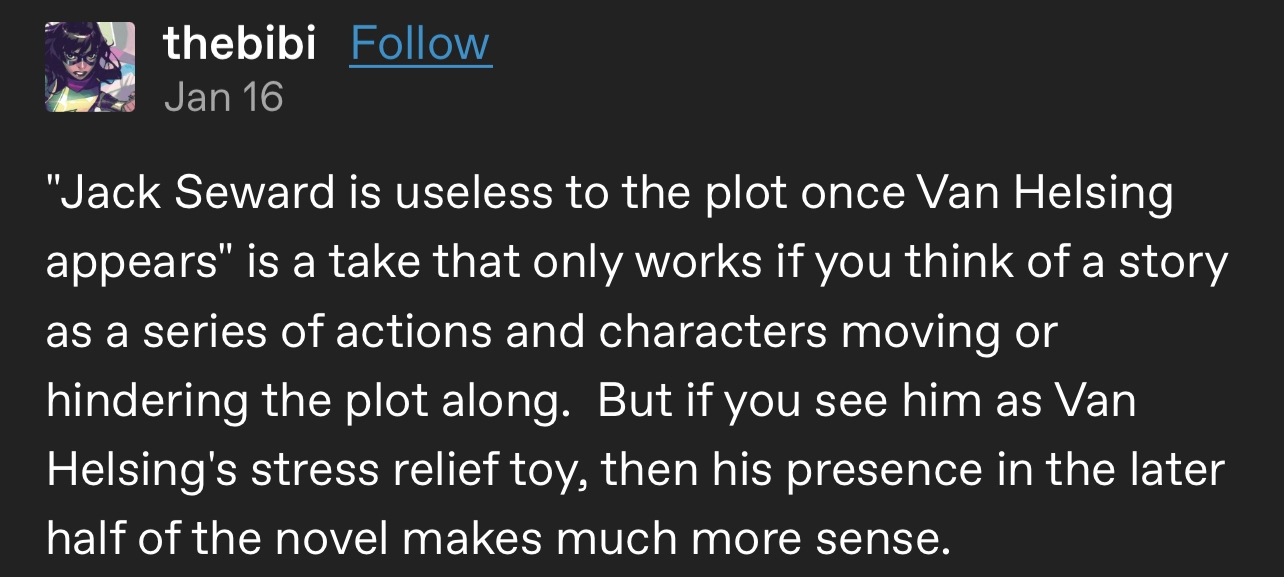 thebibi Follow
Jan 16
"Jack Seward is useless to the plot once Van Helsing
appears" is a take that only works if you think of a story
as a series of actions and characters moving or
hindering the plot along.  But if you see him as Van
Helsing's stress relief toy, then his presence in the later
half of the novel makes much more sense.